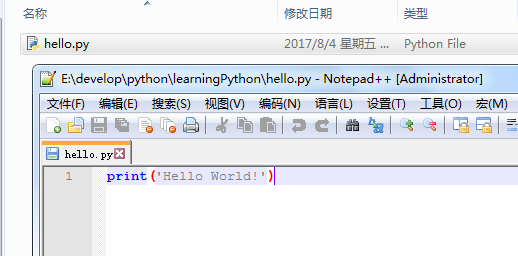 名称 修改日期 类型
hello.py 2017/8/4 星期五 ... Python File
E:\develop\python\learningPython\hello.py - Notepad++ [Administrator]
文件(F) 编辑(E) 搜索(S) 视图(V) 编码(N) 语言(L) 设置(T) 工具(O) 宏(M)
hello.py
1 print('Hello World!')